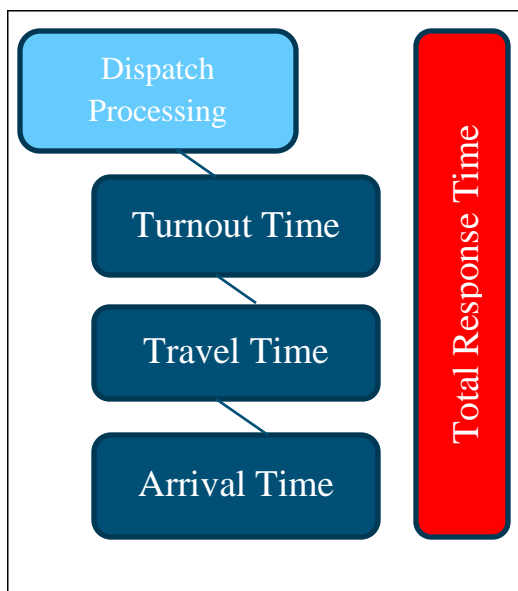 Dispatch
Processing
Turnout Time
Travel Time
Arrival Time
Total Response Time